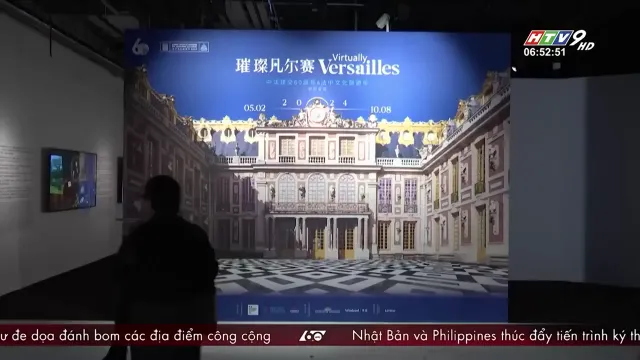 HTV9 HD
06:52:51
璀璨凡尔赛 Virtually Versailles
2024
05.02
10.08
ư đe dọa đánh bom các địa điểm công cộng
60
Nhật Bản và Philippines thúc đẩy tiến trình ký th